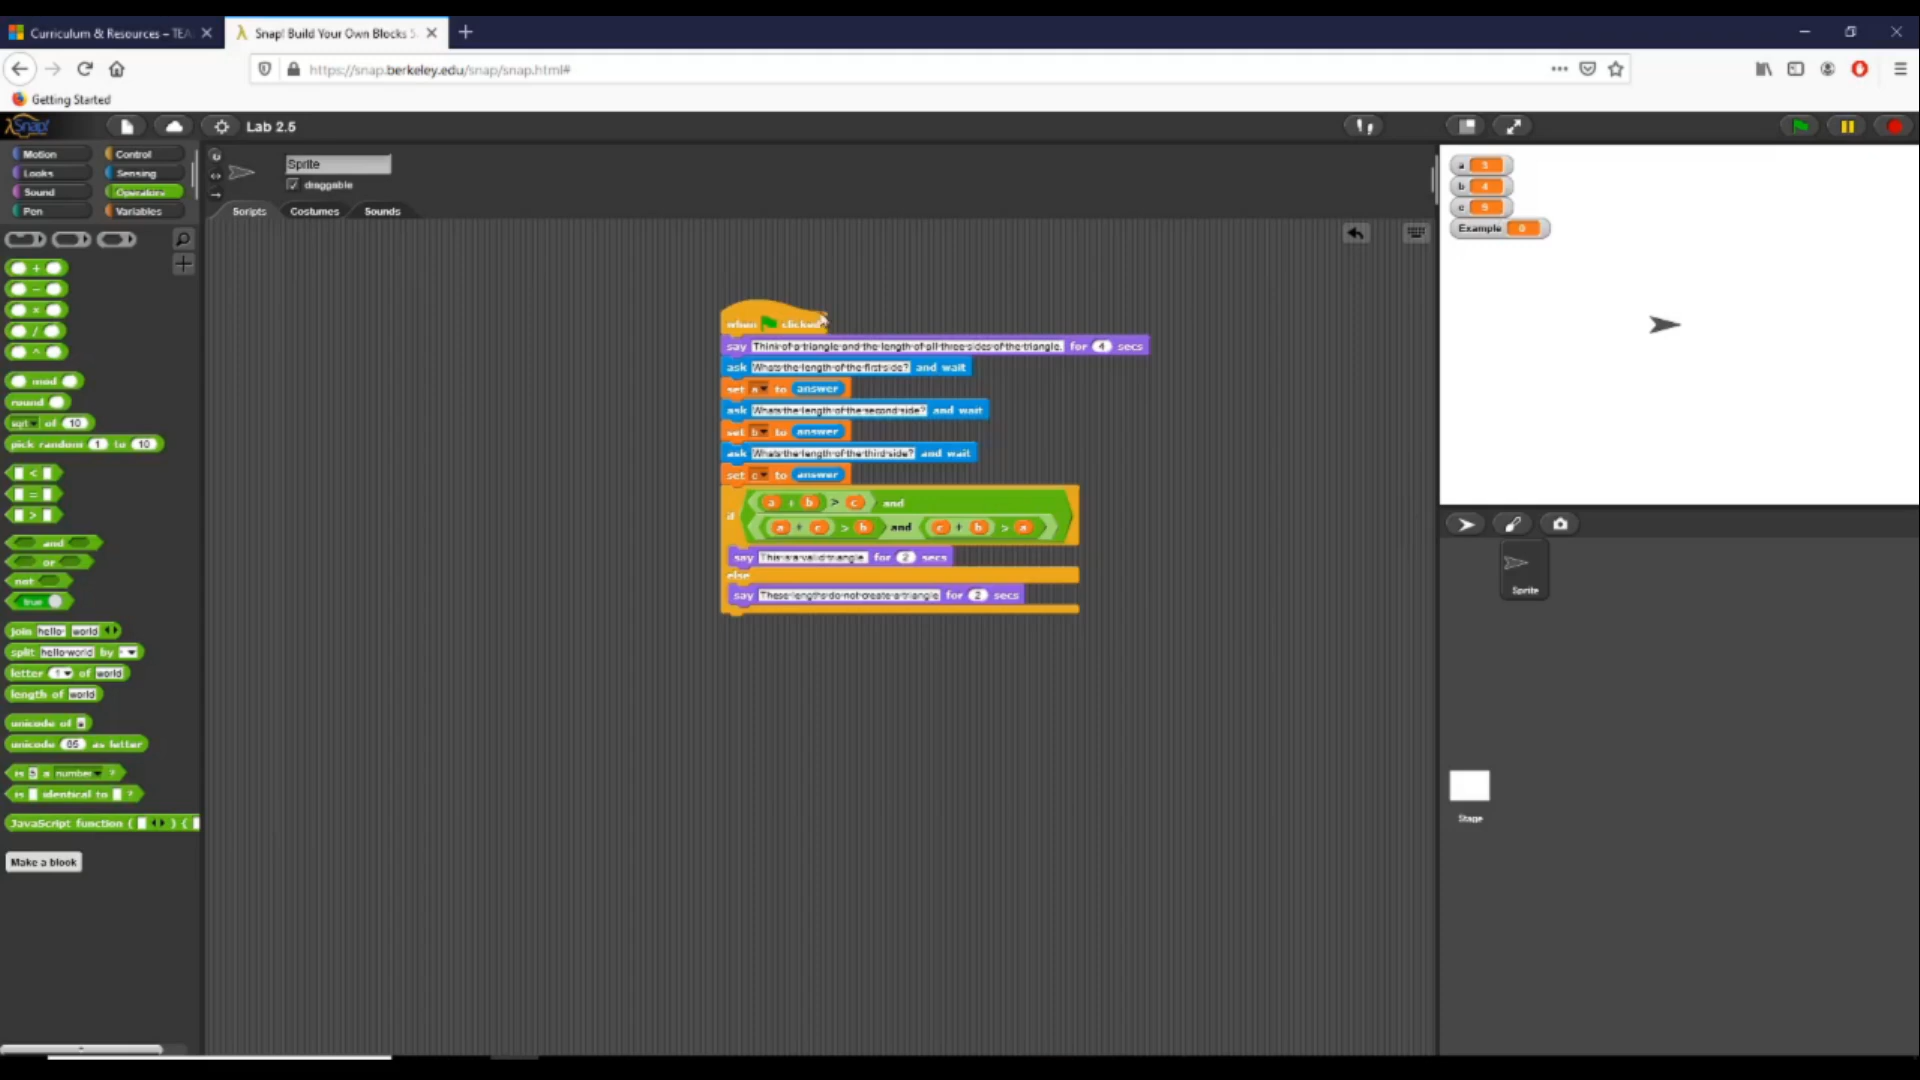 Curriculum & Resources – TEA
Snap! Build Your Own Blocks
https://snap.berkeley.edu/snap/snap.html#
Getting Started
Snap!
Lab 2.5
Motion
Control
Looks
Sensing
Sound
Operators
Pen
Variables
Sprite
draggable
Scripts
Costumes
Sounds
+
−
×
/
^
mod
round
sqrt of 10
pick random 1 to 10
<
=
>
and
or
not
true
join hello world
split hello world by
letter 1 of world
length of world
unicode of a
unicode 65 as letter
is 5 a number ?
is identical to ?
JavaScript function ( ) {
Make a block
when clicked
say Think of a triangle and the length of all three sides of the triangle. for 4 secs
ask Whats the length of the first side? and wait
set a to answer
ask Whats the length of the second side? and wait
set b to answer
ask Whats the length of the third side? and wait
set c to answer
if a + b > c and
a + c > b and c + b > a
say This is a valid triangle. for 2 secs
else
say These lengths do not create a triangle. for 2 secs
a 3
b 4
c
Example 0
Sprite
Stage